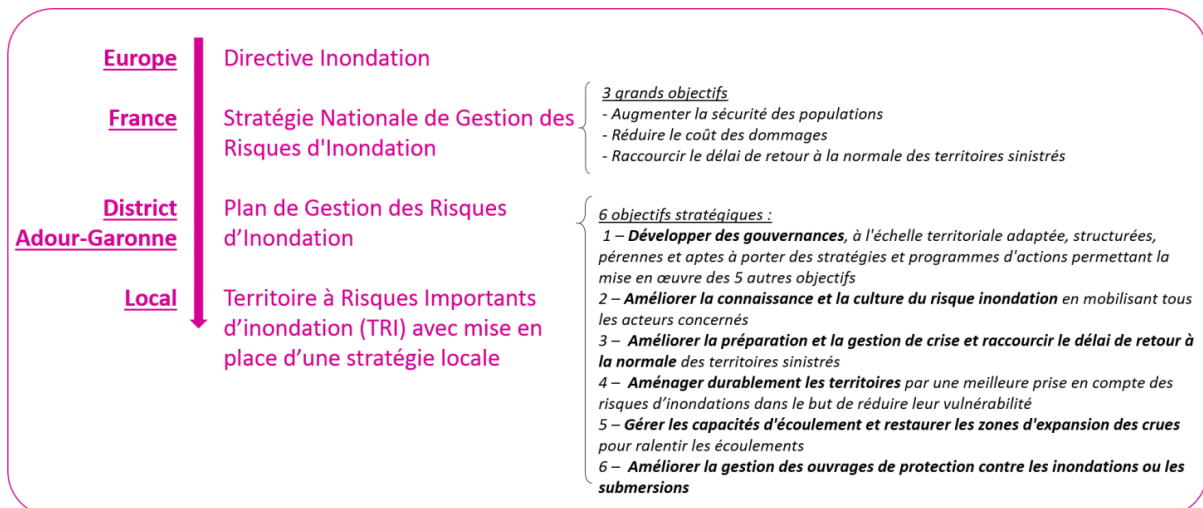 Europe
Directive Inondation
France
Stratégie Nationale de Gestion des
Risques d'Inondation
3 grands objectifs
- Augmenter la sécurité des populations
- Réduire le coût des dommages
- Raccourcir le délai de retour à la normale des territoires sinistrés
District
Adour-Garonne
Plan de Gestion des Risques
d’Inondation
6 objectifs stratégiques :
1 – Développer des gouvernances, à l'échelle territoriale adaptée, structurées,
pérennes et aptes à porter des stratégies et programmes d'actions permettant la
mise en œuvre des 5 autres objectifs
2 – Améliorer la connaissance et la culture du risque inondation en mobilisant tous
les acteurs concernés
3 – Améliorer la préparation et la gestion de crise et raccourcir le délai de retour à
la normale des territoires sinistrés
4 – Aménager durablement les territoires par une meilleure prise en compte des
risques d’inondations dans le but de réduire leur vulnérabilité
5 – Gérer les capacités d'écoulement et restaurer les zones d'expansion des crues
pour ralentir les écoulements
6 – Améliorer la gestion des ouvrages de protection contre les inondations ou les
submersions
Local
Territoire à Risques Importants
d’inondation (TRI) avec mise en
place d’une stratégie locale